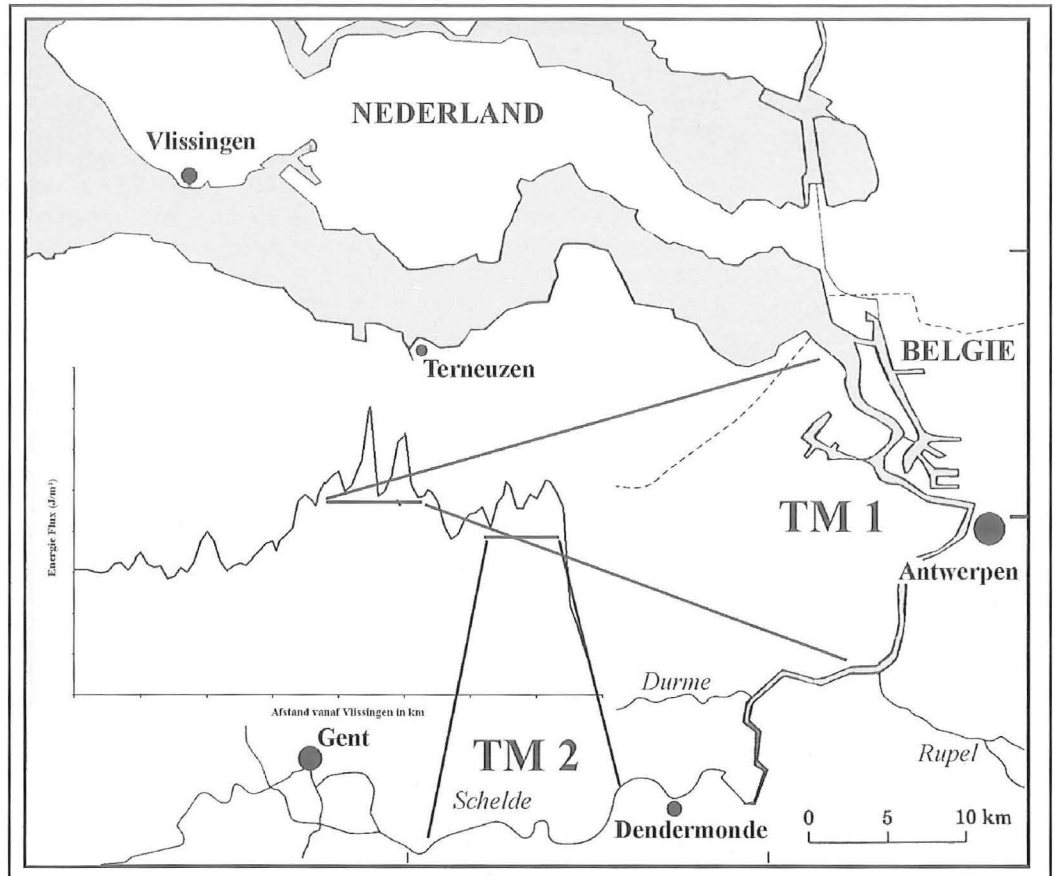 NEDERLAND
Vlissingen
Terneuzen
BELGIE
TM 1
Antwerpen
Energie Flux (J/m²)
Afstand vanaf Vlissingen in km
Durme
Rupel
Gent
TM 2
Schelde
Dendermonde
0 5 10 km